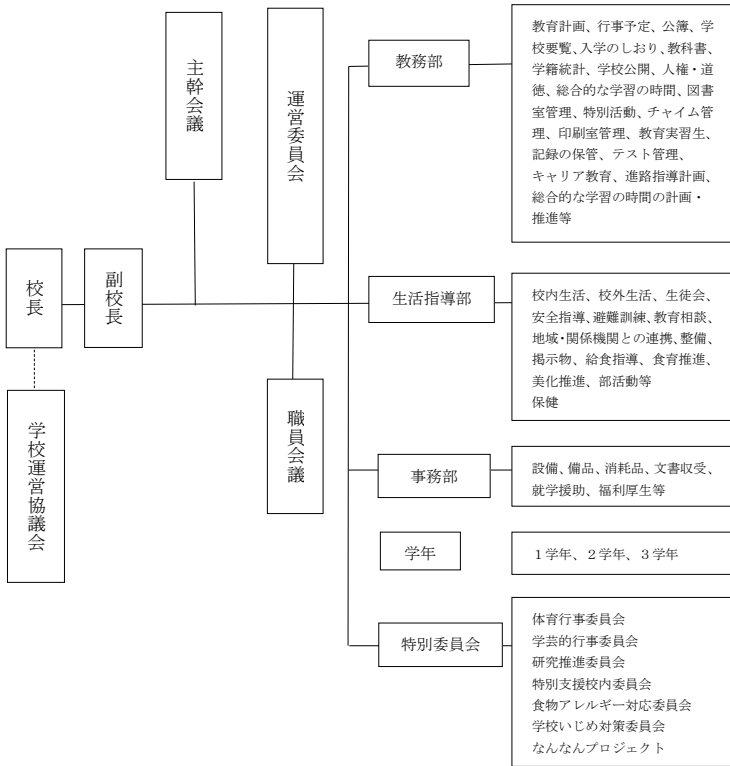 主幹会議
運営委員会
校長
副校長
学校運営協議会
職員会議
教務部
教育計画、行事予定、公簿、学
校要覧、入学のしおり、教科書、
学籍統計、学校公開、人権・道
徳、総合的な学習の時間、図書
室管理、特別活動、チャイム管
理、印刷室管理、教育実習生、
記録の保管、テスト管理、
キャリア教育、進路指導計画、
総合的な学習の時間の計画・
推進等
生活指導部
校内生活、校外生活、生徒会、
安全指導、避難訓練、教育相談、
地域・関係機関との連携、整備、
掲示物、給食指導、食育推進、
美化推進、部活動等
保健
事務部
設備、備品、消耗品、文書収受、
就学援助、福利厚生等
学年
１学年、２学年、３学年
特別委員会
体育行事委員会
学芸的行事委員会
研究推進委員会
特別支援校内委員会
食物アレルギー対応委員会
学校いじめ対策委員会
なんなんプロジェクト